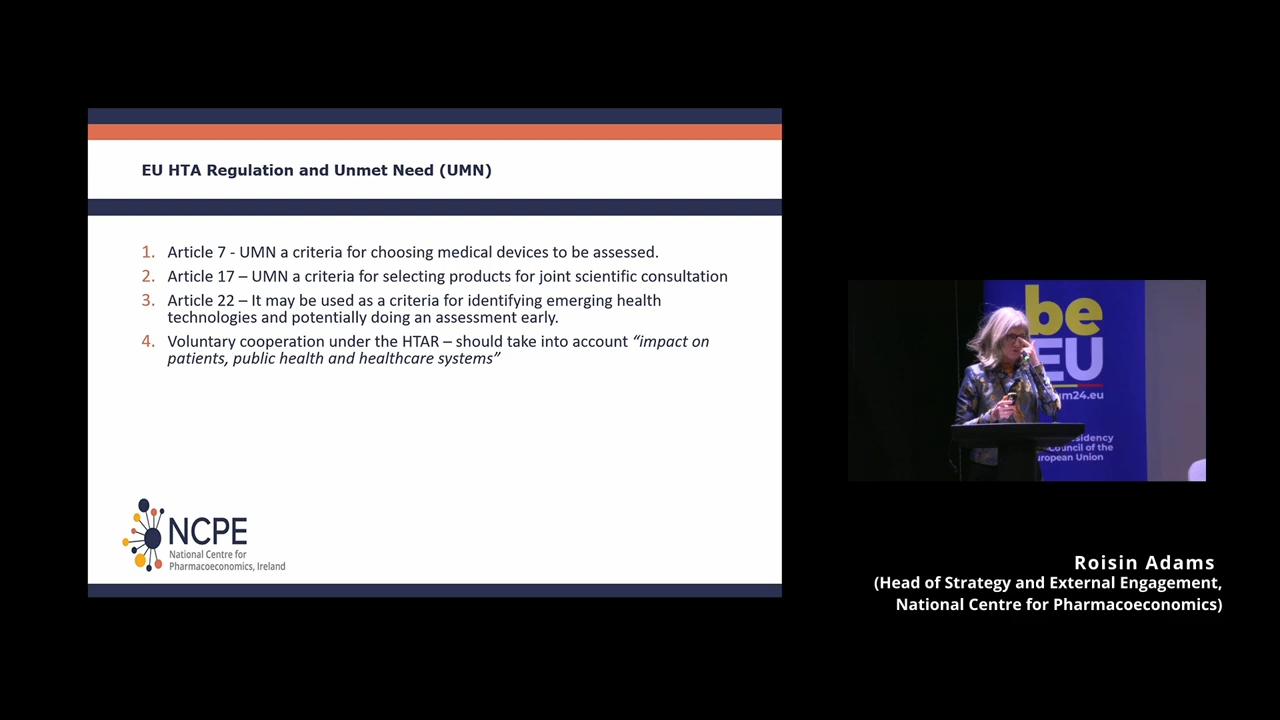 EU HTA Regulation and Unmet Need (UMN)
1. Article 7 - UMN a criteria for choosing medical devices to be assessed.
2. Article 17 – UMN a criteria for selecting products for joint scientific consultation
3. Article 22 – It may be used as a criteria for identifying emerging health
technologies and potentially doing an assessment early.
4. Voluntary cooperation under the HTAR – should take into account “impact on
patients, public health and healthcare systems”
NCPE
National Centre for
Pharmacoeconomics, Ireland
be
EU
m24.eu
sidency
Council of the
uropean Union
Roisin Adams
(Head of Strategy and External Engagement,
National Centre for Pharmacoeconomics)